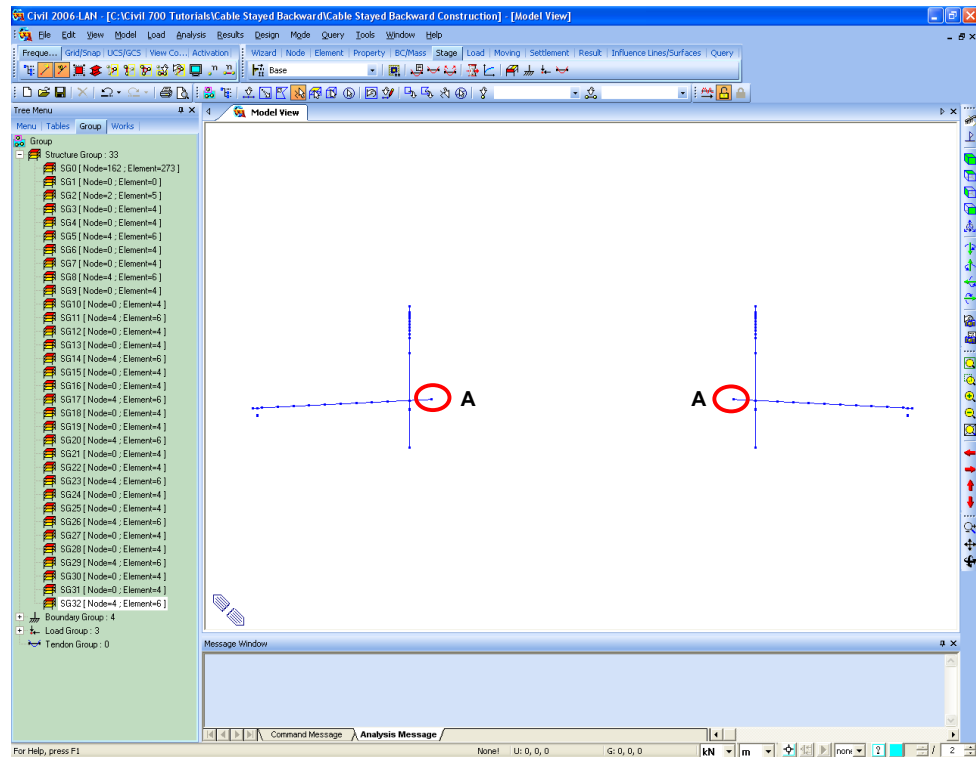 Civil 2006-LAN - [C:\Civil 700 Tutorials\Cable Stayed Backward\Cable Stayed Backward Construction] - [Model View]
File Edit View Model Load Analysis Results Design Mode Query Tools Window Help
Freque... Grid/Snap UCS/GCS View Co... Activation Wizard Node Element Property BC/Mass Stage Load Moving Settlement Result Influence Lines/Surfaces Query
Base
Tree Menu
Model View
Menu Tables Group Works
Group
Structure Group : 33
SG0 [ Node=162 ; Element=273 ]
SG1 [ Node=0 ; Element=0 ]
SG2 [ Node=2 ; Element=5 ]
SG3 [ Node=0 ; Element=4 ]
SG4 [ Node=0 ; Element=4 ]
SG5 [ Node=4 ; Element=6 ]
SG6 [ Node=0 ; Element=4 ]
SG7 [ Node=0 ; Element=4 ]
SG8 [ Node=4 ; Element=6 ]
SG9 [ Node=0 ; Element=4 ]
SG10 [ Node=0 ; Element=4 ]
SG11 [ Node=4 ; Element=6 ]
SG12 [ Node=0 ; Element=4 ]
SG13 [ Node=0 ; Element=4 ]
SG14 [ Node=4 ; Element=6 ]
SG15 [ Node=0 ; Element=4 ]
SG16 [ Node=0 ; Element=4 ]
SG17 [ Node=4 ; Element=6 ]
SG18 [ Node=0 ; Element=4 ]
SG19 [ Node=0 ; Element=4 ]
SG20 [ Node=4 ; Element=6 ]
SG21 [ Node=0 ; Element=4 ]
SG22 [ Node=0 ; Element=4 ]
SG23 [ Node=4 ; Element=6 ]
SG24 [ Node=0 ; Element=4 ]
SG25 [ Node=0 ; Element=4 ]
SG26 [ Node=4 ; Element=6 ]
SG27 [ Node=0 ; Element=4 ]
SG28 [ Node=0 ; Element=4 ]
SG29 [ Node=4 ; Element=6 ]
SG30 [ Node=0 ; Element=4 ]
SG31 [ Node=0 ; Element=4 ]
SG32 [ Node=4 ; Element=6 ]
Boundary Group : 4
Load Group : 3
Tendon Group : 0
A
A
Message Window
Command Message Analysis Message
For Help, press F1
None! U: 0, 0, 0 G: 0, 0, 0 kN m none ? / 2